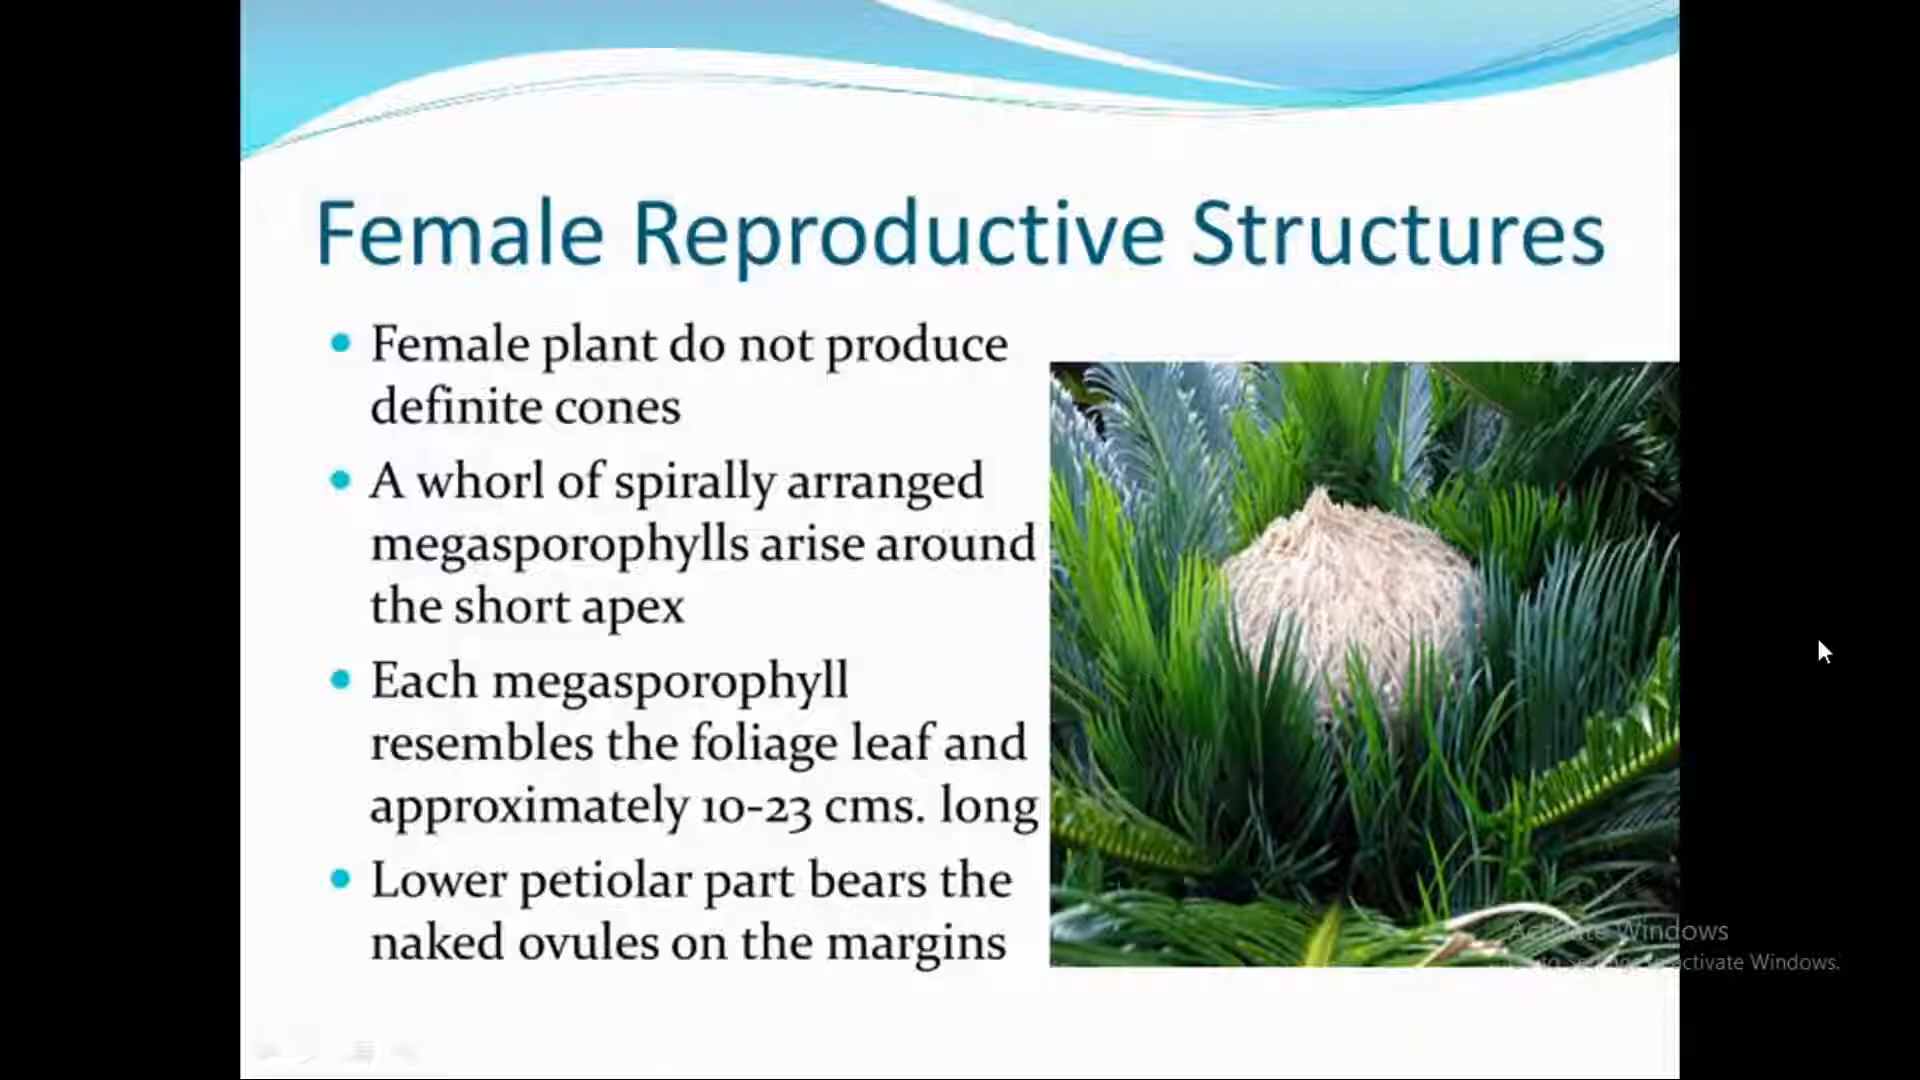 Female Reproductive Structures
Female plant do not produce
definite cones
A whorl of spirally arranged
megasporophylls arise around
the short apex
Each megasporophyll
resembles the foliage leaf and
approximately 10-23 cms. long
Lower petiolar part bears the
naked ovules on the margins
Activate Windows
activate Windows.